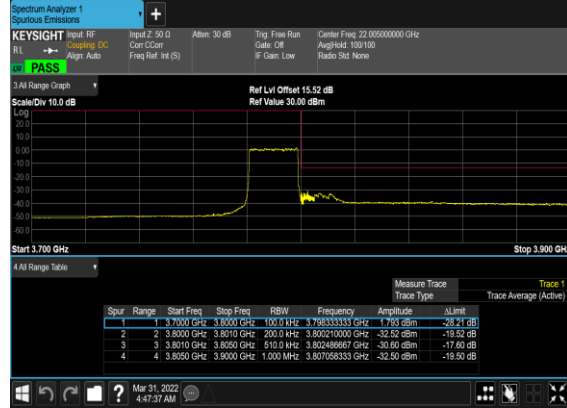 Spectrum Analyzer 1
Spurious Emissions
+
KEYSIGHT Input: RF Input Z: 50 Ω Atten: 30 dB Trig: Free Run Center Freq: 22.005000000 GHz
RL Coupling: DC Corr CCorr Gate: Off Avg|Hold: 100/100
Align: Auto Freq Ref: Int (S) IF Gain: Low Radio Std: None
PASS
3 All Range Graph
Ref Lvl Offset 15.52 dB
Scale/Div 10.0 dB Ref Value 30.00 dBm
Log
20.0
10.0
0.00
-10.0
-20.0
-30.0
-40.0
-50.0
-60.0
Start 3.700 GHz Stop 3.900 GH
4 All Range Table
Measure Trace Trace 1
Trace Type Trace Average (Active)
Spur Range Start Freq Stop Freq RBW Frequency Amplitude ΔLimit
1 1 3.7000 GHz 3.8000 GHz 100.0 kHz 3.798333333 GHz 1.793 dBm -28.21 dB
2 2 3.8000 GHz 3.8010 GHz 200.0 kHz 3.800210000 GHz -32.52 dBm -19.52 dB
3 3 3.8010 GHz 3.8050 GHz 510.0 kHz 3.802486667 GHz -30.60 dBm -17.60 dB
4 4 3.8050 GHz 3.9000 GHz 1.000 MHz 3.807058333 GHz -32.50 dBm -19.50 dB
? Mar 31, 2022
4:47:37 AM